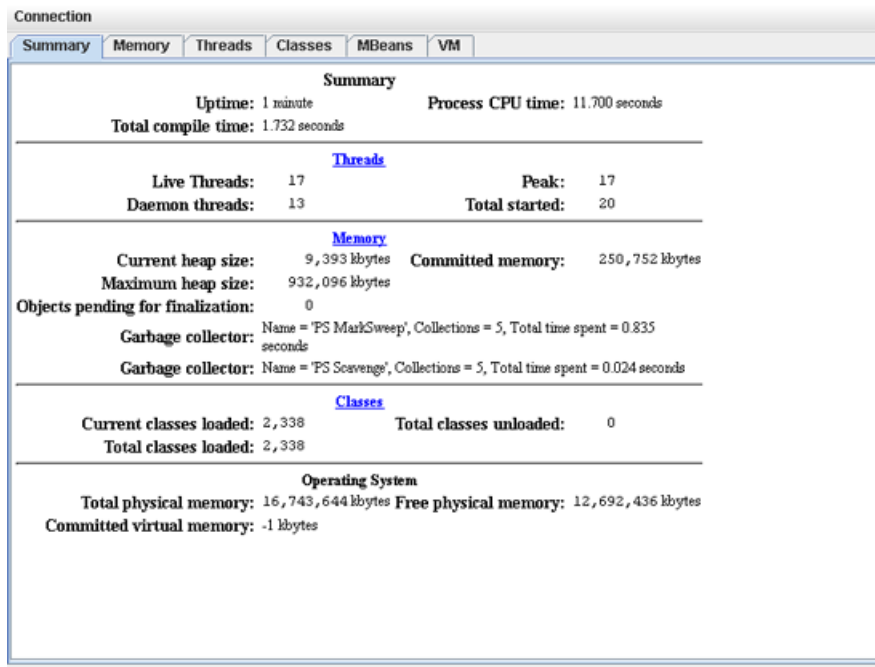 Connection
Summary Memory Threads Classes MBeans VM
Summary
Uptime: 1 minute Process CPU time: 11.700 seconds
Total compile time: 1.732 seconds
Threads
Live Threads: 17 Peak: 17
Daemon threads: 13 Total started: 20
Memory
Current heap size: 9,393 kbytes Committed memory: 250,752 kbytes
Maximum heap size: 932,096 kbytes
Objects pending for finalization: 0
Garbage collector: Name = 'PS MarkSweep', Collections = 5, Total time spent = 0.835
seconds
Garbage collector: Name = 'PS Scavenge', Collections = 5, Total time spent = 0.024 seconds
Classes
Current classes loaded: 2,338 Total classes unloaded: 0
Total classes loaded: 2,338
Operating System
Total physical memory: 16,743,644 kbytes Free physical memory: 12,692,436 kbytes
Committed virtual memory: -1 kbytes